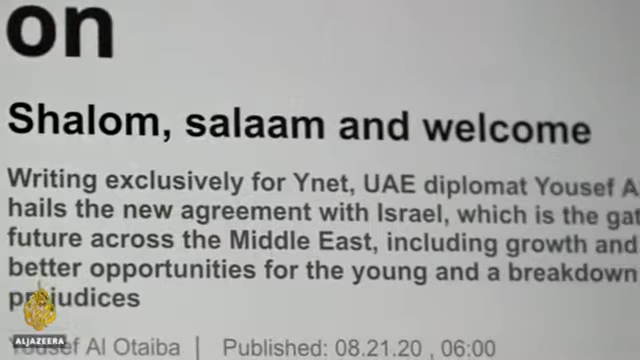 on
Shalom, salaam and welcome
Writing exclusively for Ynet, UAE diplomat Yousef A
hails the new agreement with Israel, which is the gat
future across the Middle East, including growth and
better opportunities for the young and a breakdown
prejudices
Yousef Al Otaiba | Published: 08.21.20 , 06:00
ALJAZEERA